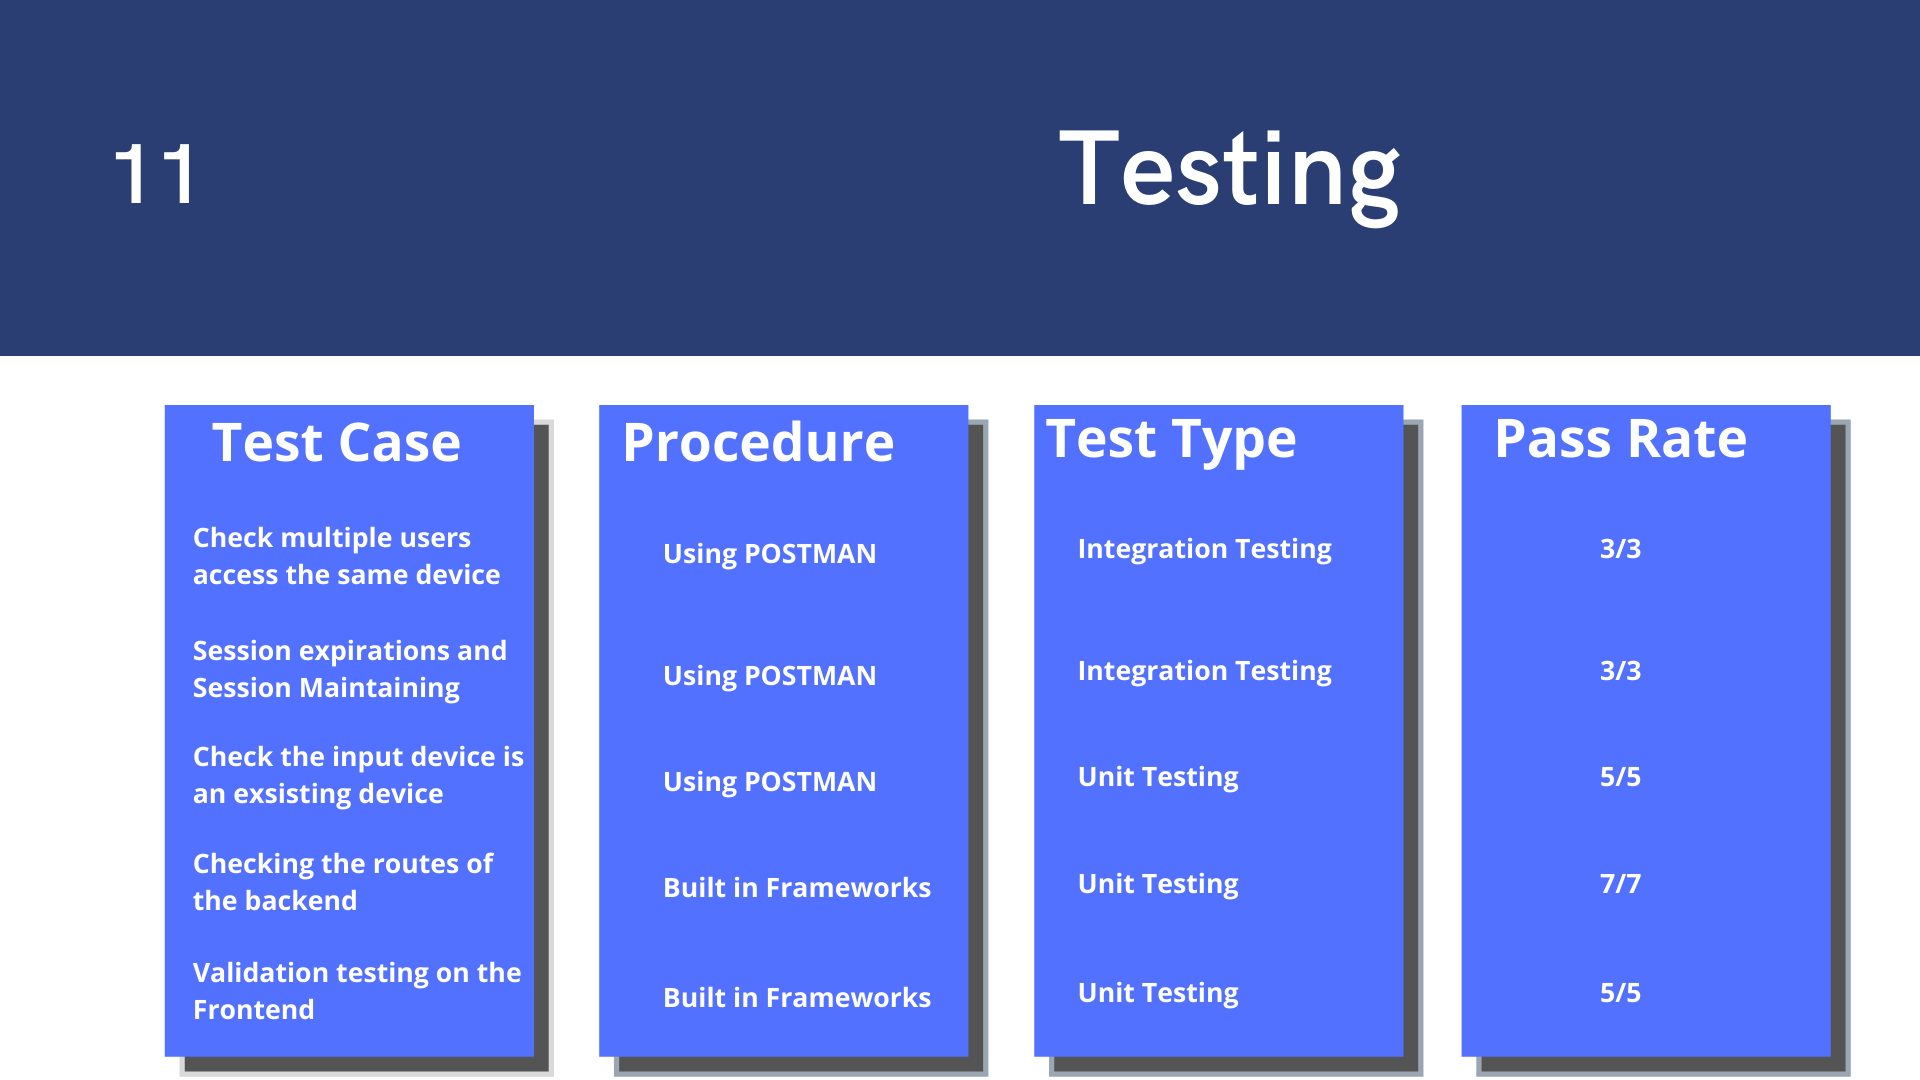 11
Testing
Test Case
Procedure
Test Type
Pass Rate
Check multiple users
access the same device
Using POSTMAN
Integration Testing
3/3
Session expirations and
Session Maintaining
Using POSTMAN
Integration Testing
3/3
Check the input device is
an exsisting device
Using POSTMAN
Unit Testing
5/5
Checking the routes of
the backend
Built in Frameworks
Unit Testing
7/7
Validation testing on the
Frontend
Built in Frameworks
Unit Testing
5/5